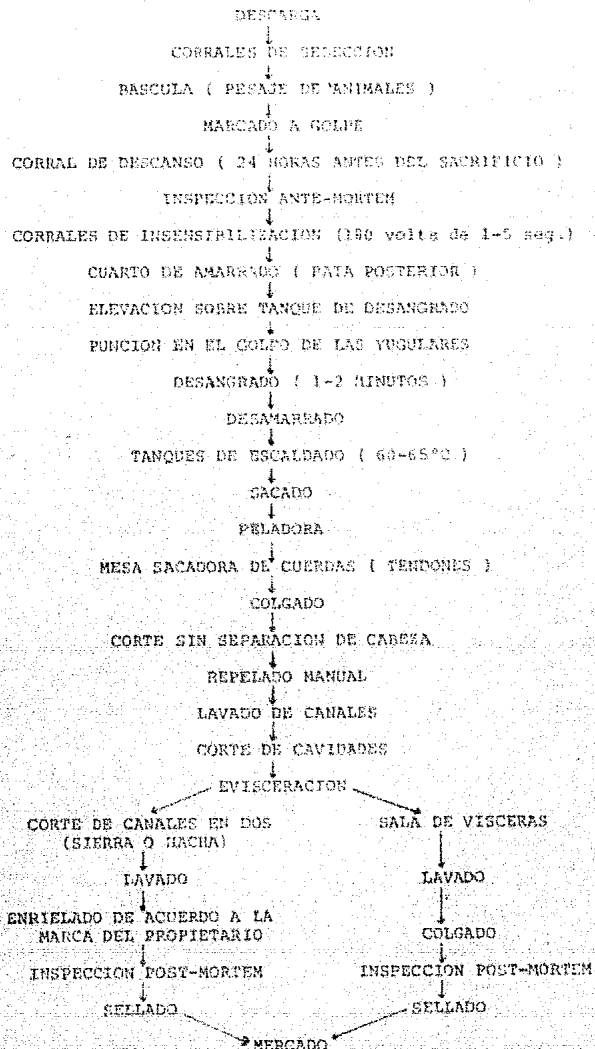 DESCARGA
CORRALES DE SELECCION
BASCULA ( PESAJE DE ANIMALES )
MARCADO A GOLPE
CORRAL DE DESCANSO ( 24 HORAS ANTES DEL SACRIFICIO )
INSPECCION ANTE-MORTEM
CORRALES DE INSENSIBILIZACION (180 volts de 1-5 seg.)
CUARTO DE AMARRADO ( PATA POSTERIOR )
ELEVACION SOBRE TANQUE DE DESANGRADO
PUNCION EN EL GOLFO DE LAS YUGULARES
DESANGRADO ( 1-2 MINUTOS )
DESAMARRADO
TANQUES DE ESCALDADO ( 60-65°C )
SACADO
PELADORA
MESA SACADORA DE CUERDAS ( TENDONES )
COLGADO
CORTE SIN SEPARACION DE CABEZA
REPELADO MANUAL
LAVADO DE CANALES
CORTE DE CAVIDADES
EVISCERACION
CORTE DE CANALES EN DOS
(SIERRA O HACHA)
LAVADO
ENRIELADO DE ACUERDO A LA
MARCA DEL PROPIETARIO
INSPECCION POST-MORTEM
SELLADO
SALA DE VISCERAS
LAVADO
COLGADO
INSPECCION POST-MORTEM
SELLADO
MERCADO